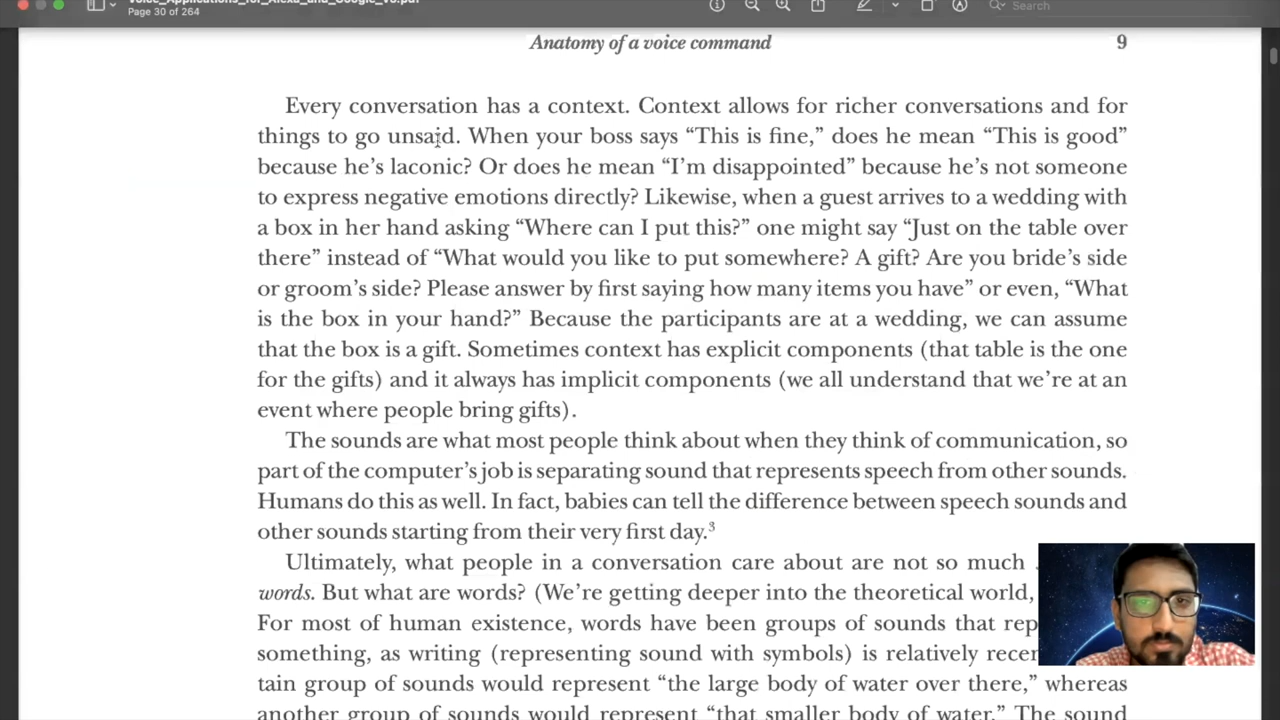 Page 30 of 264
Search
Anatomy of a voice command
9
Every conversation has a context. Context allows for richer conversations and for
things to go unsaid. When your boss says “This is fine,” does he mean “This is good”
because he’s laconic? Or does he mean “I’m disappointed” because he’s not someone
to express negative emotions directly? Likewise, when a guest arrives to a wedding with
a box in her hand asking “Where can I put this?” one might say “Just on the table over
there” instead of “What would you like to put somewhere? A gift? Are you bride’s side
or groom’s side? Please answer by first saying how many items you have” or even, “What
is the box in your hand?” Because the participants are at a wedding, we can assume
that the box is a gift. Sometimes context has explicit components (that table is the one
for the gifts) and it always has implicit components (we all understand that we’re at an
event where people bring gifts).
The sounds are what most people think about when they think of communication, so
part of the computer’s job is separating sound that represents speech from other sounds.
Humans do this as well. In fact, babies can tell the difference between speech sounds and
other sounds starting from their very first day.³
Ultimately, what people in a conversation care about are not so much
words. But what are words? (We’re getting deeper into the theoretical world,
For most of human existence, words have been groups of sounds that rep
something, as writing (representing sound with symbols) is relatively recen
tain group of sounds would represent “the large body of water over there,” whereas
another group of sounds would represent “that smaller body of water.” The sound